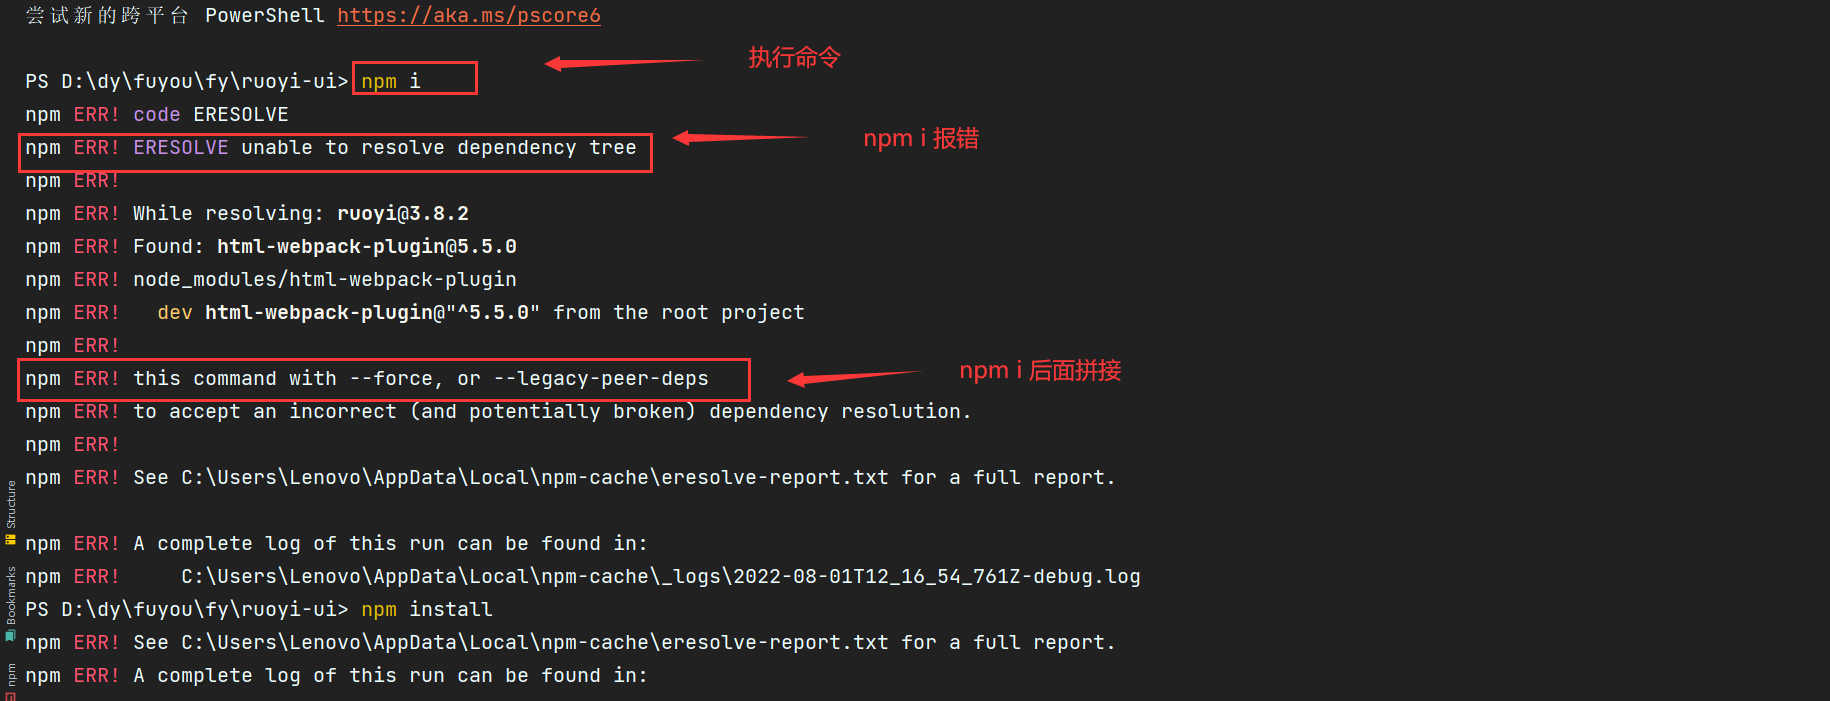 尝试新的跨平台 PowerShell https://aka.ms/pscore6
执行命令
PS D:\dy\fuyou\fy\ruoyi-ui> npm i
npm ERR! code ERESOLVE
npm ERR! ERESOLVE unable to resolve dependency tree
npm i 报错
npm ERR!
npm ERR! While resolving: ruoyi@3.8.2
npm ERR! Found: html-webpack-plugin@5.5.0
npm ERR! node_modules/html-webpack-plugin
npm ERR!   dev html-webpack-plugin@"^5.5.0" from the root project
npm ERR!
npm ERR! this command with --force, or --legacy-peer-deps
npm i 后面拼接
npm ERR! to accept an incorrect (and potentially broken) dependency resolution.
npm ERR!
npm ERR! See C:\Users\Lenovo\AppData\Local\npm-cache\eresolve-report.txt for a full report.
npm ERR! A complete log of this run can be found in:
npm ERR!     C:\Users\Lenovo\AppData\Local\npm-cache\_logs\2022-08-01T12_16_54_761Z-debug.log
PS D:\dy\fuyou\fy\ruoyi-ui> npm install
npm ERR! See C:\Users\Lenovo\AppData\Local\npm-cache\eresolve-report.txt for a full report.
npm ERR! A complete log of this run can be found in:
Structure
Bookmarks
npm